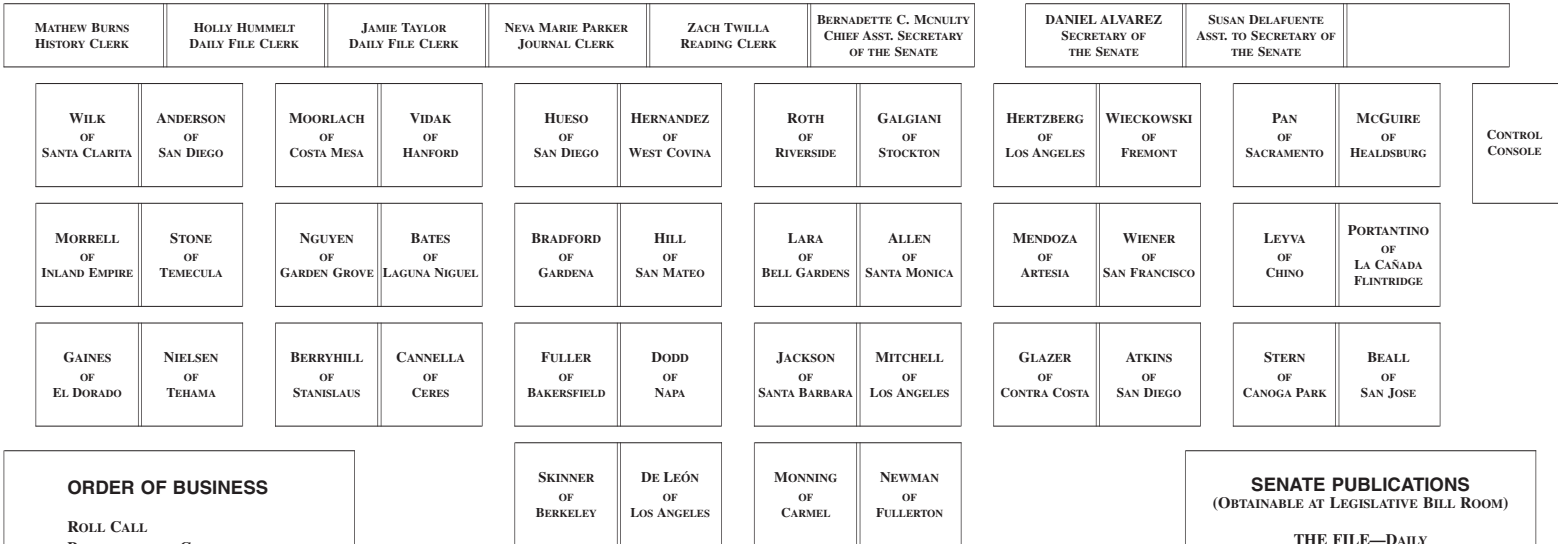 MATHEW BURNS
HISTORY CLERK
HOLLY HUMMELT
DAILY FILE CLERK
JAMIE TAYLOR
DAILY FILE CLERK
NEVA MARIE PARKER
JOURNAL CLERK
ZACH TWILLA
READING CLERK
BERNADETTE C. MCNULTY
CHIEF ASST. SECRETARY
OF THE SENATE
DANIEL ALVAREZ
SECRETARY OF
THE SENATE
SUSAN DELAFUENTE
ASST. TO SECRETARY OF
THE SENATE
WILK
OF
SANTA CLARITA
ANDERSON
OF
SAN DIEGO
MOORLACH
OF
COSTA MESA
VIDAK
OF
HANFORD
HUESO
OF
SAN DIEGO
HERNANDEZ
OF
WEST COVINA
ROTH
OF
RIVERSIDE
GALGIANI
OF
STOCKTON
HERTZBERG
OF
LOS ANGELES
WIECKOWSKI
OF
FREMONT
PAN
OF
SACRAMENTO
MCGUIRE
OF
HEALDSBURG
CONTROL
CONSOLE
MORRELL
OF
INLAND EMPIRE
STONE
OF
TEMECULA
NGUYEN
OF
GARDEN GROVE
BATES
OF
LAGUNA NIGUEL
BRADFORD
OF
GARDENA
HILL
OF
SAN MATEO
LARA
OF
BELL GARDENS
ALLEN
OF
SANTA MONICA
MENDOZA
OF
ARTESIA
WIENER
OF
SAN FRANCISCO
LEYVA
OF
CHINO
PORTANTINO
OF
LA CAÑADA
FLINTRIDGE
GAINES
OF
EL DORADO
NIELSEN
OF
TEHAMA
BERRYHILL
OF
STANISLAUS
CANNELLA
OF
CERES
FULLER
OF
BAKERSFIELD
DODD
OF
NAPA
JACKSON
OF
SANTA BARBARA
MITCHELL
OF
LOS ANGELES
GLAZER
OF
CONTRA COSTA
ATKINS
OF
SAN DIEGO
STERN
OF
CANOGA PARK
BEALL
OF
SAN JOSE
SKINNER
OF
BERKELEY
DE LEÓN
OF
LOS ANGELES
MONNING
OF
CARMEL
NEWMAN
OF
FULLERTON
ORDER OF BUSINESS
ROLL CALL
SENATE PUBLICATIONS
(OBTAINABLE AT LEGISLATIVE BILL ROOM)
THE FILE—DAILY